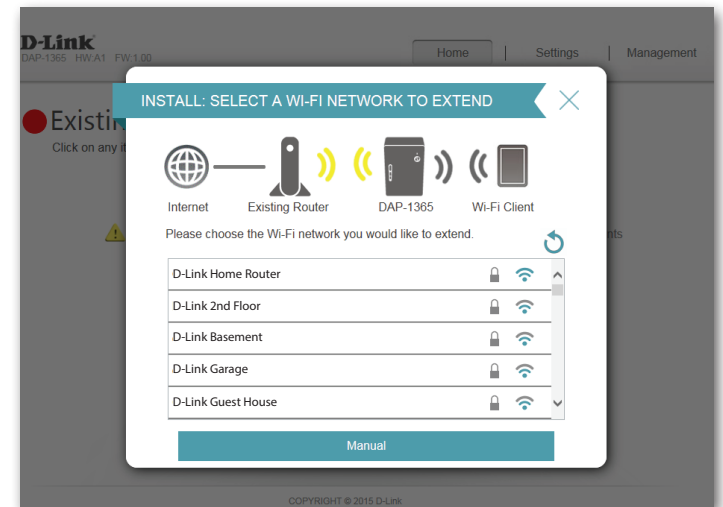 D-Link
DAP-1365 HW:A1 FW:1.00
Home | Settings | Management
INSTALL: SELECT A WI-FI NETWORK TO EXTEND
Click on any
Internet Existing Router DAP-1365 Wi-Fi Client
Please choose the Wi-Fi network you would like to extend.
D-Link Home Router
D-Link 2nd Floor
D-Link Basement
D-Link Garage
D-Link Guest House
Manual
COPYRIGHT © 2015 D-Link